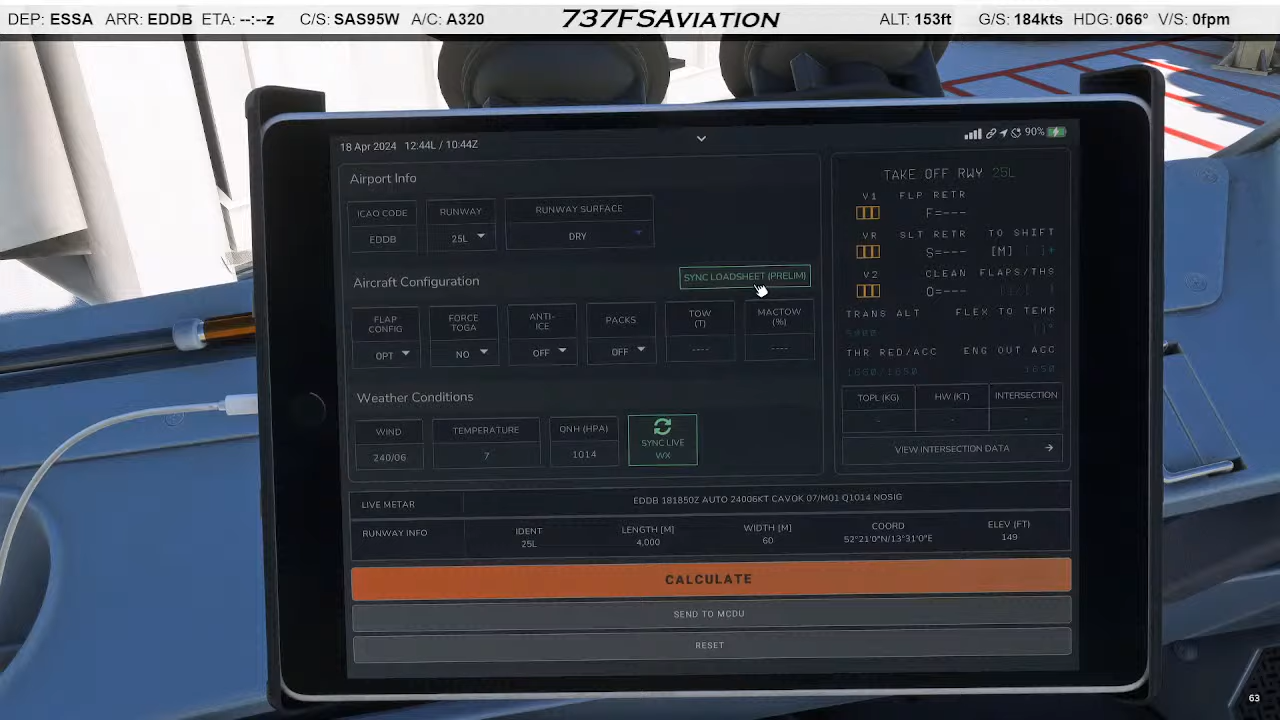 DEP: ESSA ARR: EDDB ETA: --:--z C/S: SAS95W A/C: A320 737FSAVIATION ALT: 153ft G/S: 184kts HDG: 066° V/S: 0fpm
18 Apr 2024 12:44L / 10:44Z 90%
Airport Info
ICAO CODE RUNWAY RUNWAY SURFACE
EDDB 25L DRY
Aircraft Configuration SYNC LOADSHEET (PRELIM)
FLAP CONFIG FORCE TOGA ANTI-ICE PACKS TOW (T) MACTOW (%)
OPT NO OFF OFF ---- ----
Weather Conditions
WIND TEMPERATURE QNH (HPA) SYNC LIVE WX
240/06 7 1014
TAKE OFF RWY 25L
V1 FLP RETR
F=---
VR SLT RETR TO SHIFT
S=--- [M] [ ]*
V2 CLEAN FLAPS/THS
O=---
TRANS ALT FLEX TO TEMP
5000 [ ]°
THR RED/ACC ENG OUT ACC
1650
TOPL (KG) HW (KT) INTERSECTION
- - -
VIEW INTERSECTION DATA
LIVE METAR EDDB 181850Z AUTO 24006KT CAVOK 07/M01 Q1014 NOSIG
RUNWAY INFO IDENT LENGTH [M] WIDTH [M] COORD ELEV (FT)
25L 4,000 60 52°21'0"N/13°31'0"E 149
CALCULATE
SEND TO MCDU
RESET
63